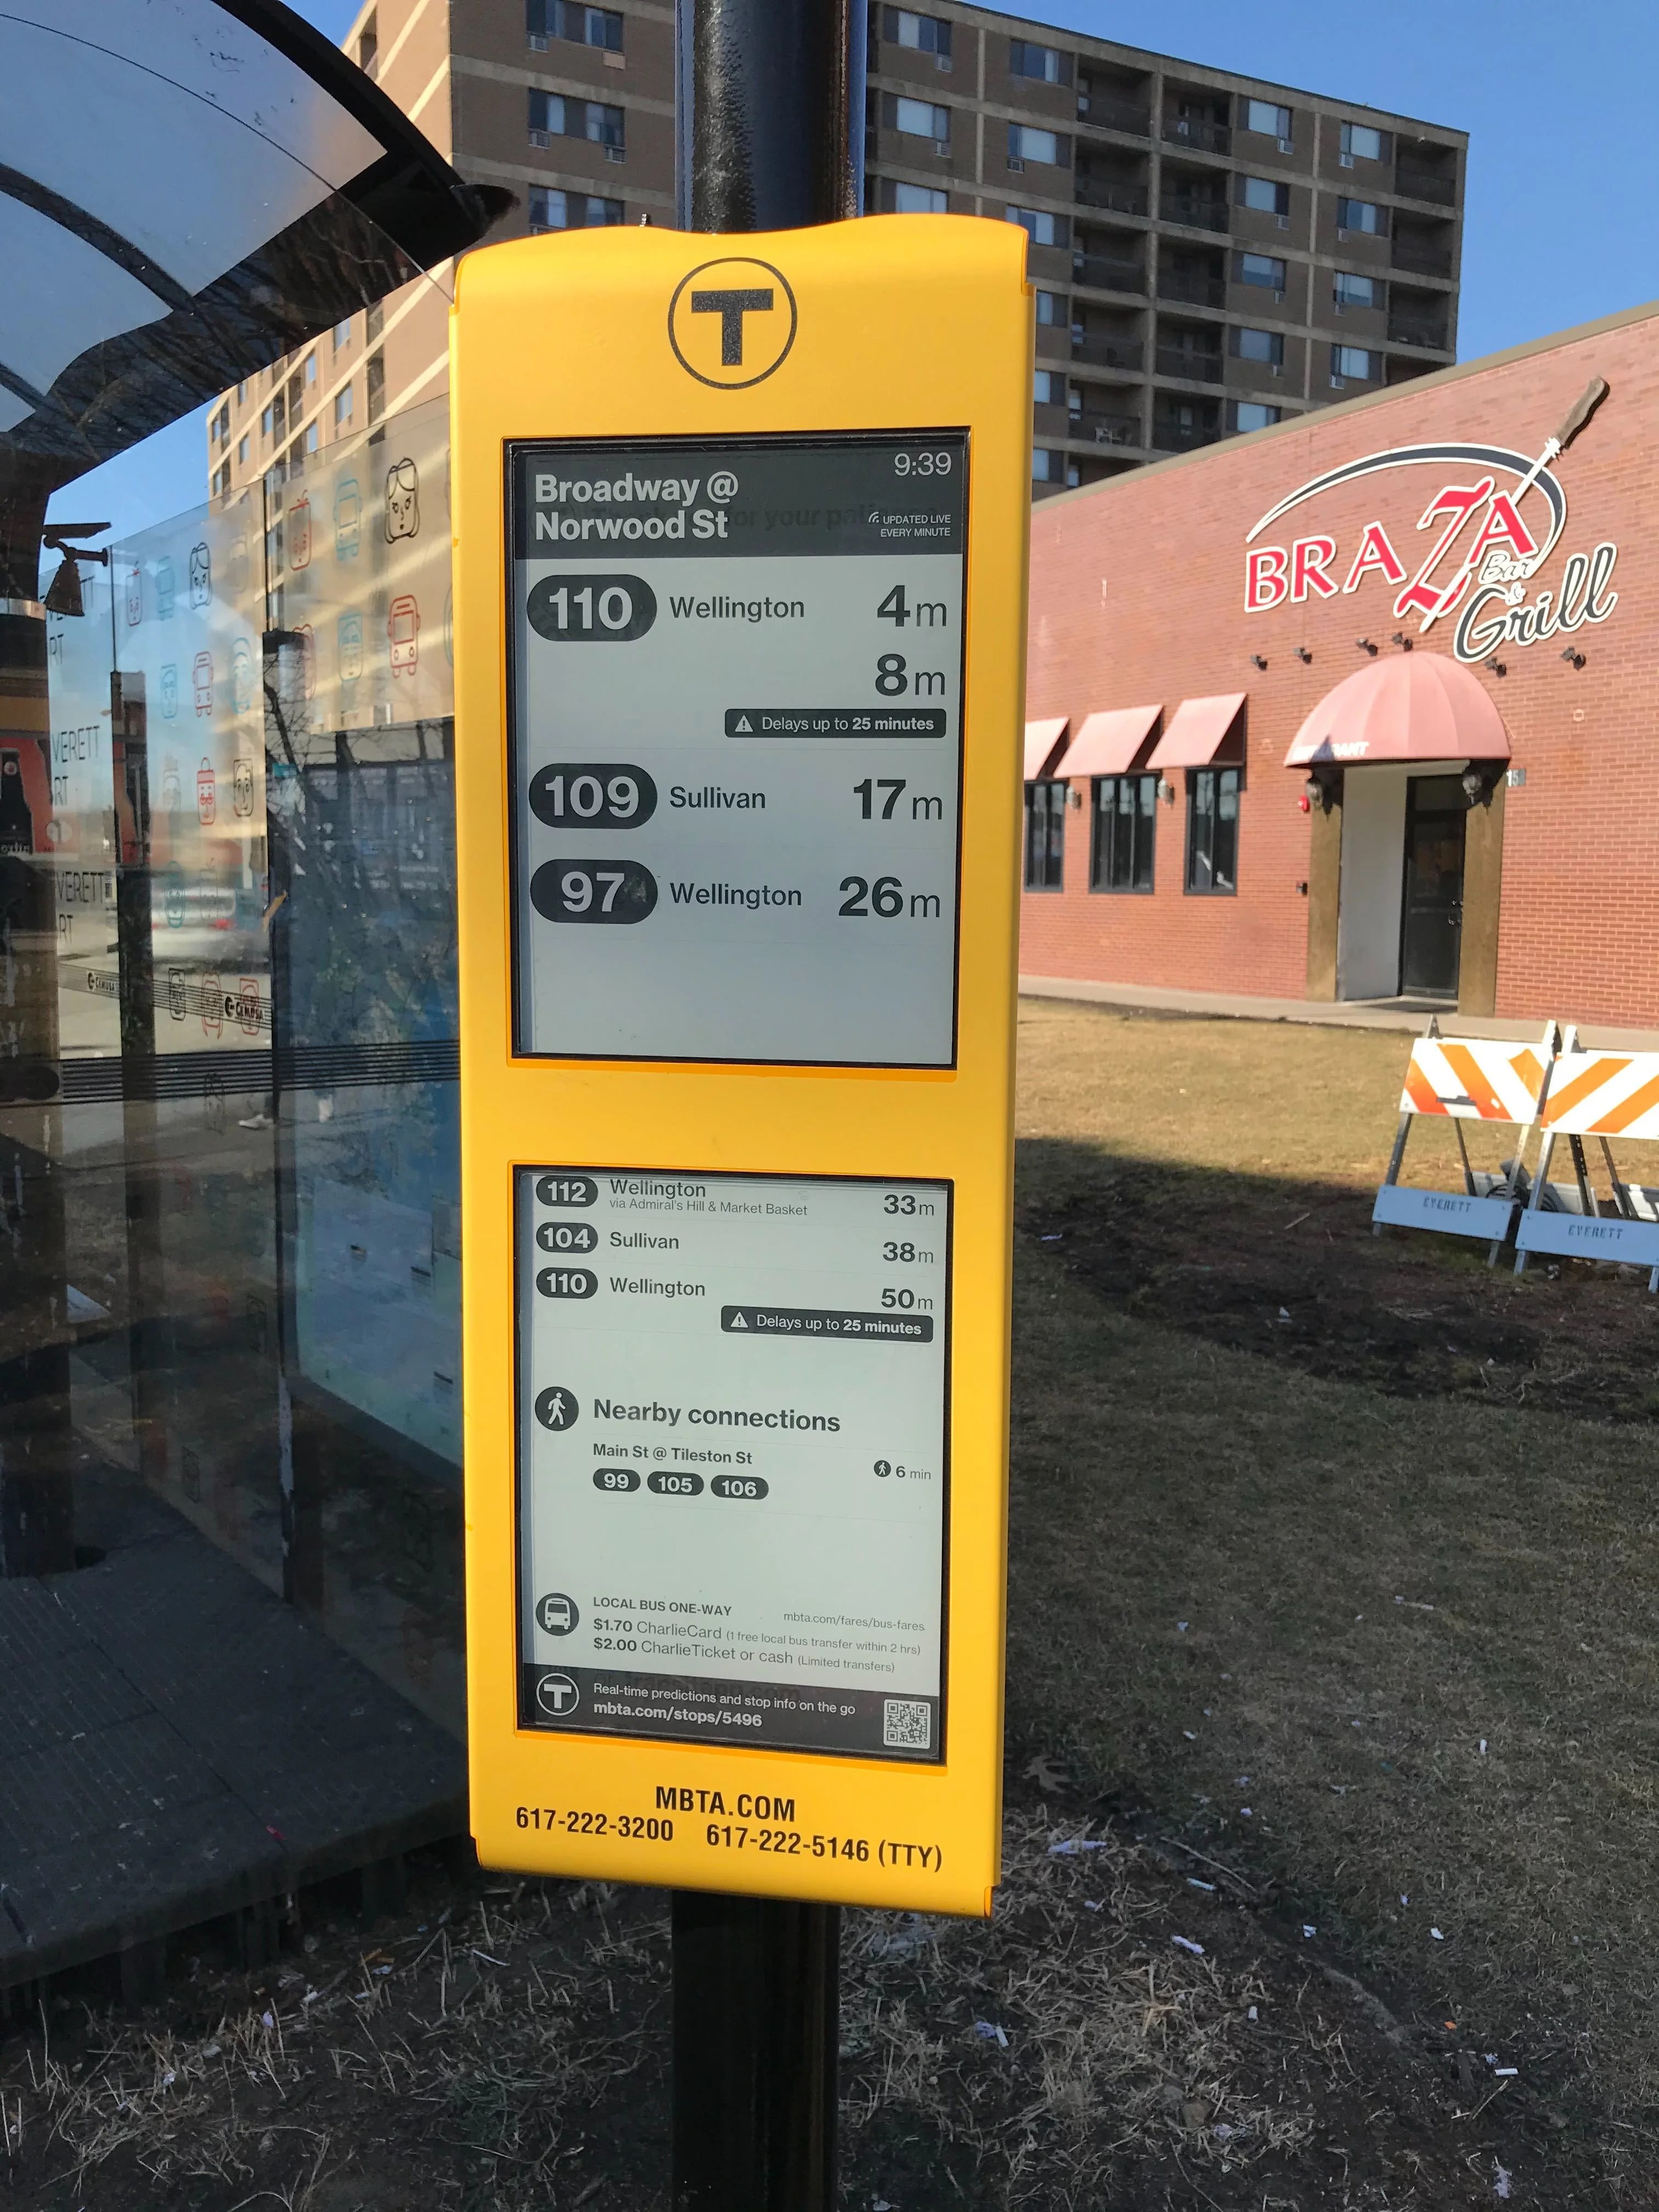 T
9:39
Broadway @
Norwood St
UPDATED LIVE
EVERY MINUTE
110 Wellington 4m
8m
Delays up to 25 minutes
109 Sullivan 17m
97 Wellington 26m
112 Wellington 33m
via Admiral's Hill & Market Basket
104 Sullivan 38m
110 Wellington 50m
Delays up to 25 minutes
Nearby connections
Main St @ Tileston St
6 min
99 105 106
LOCAL BUS ONE-WAY mbta.com/fares/bus-fares
$1.70 CharlieCard (1 free local bus transfer within 2 hrs)
$2.00 CharlieTicket or cash (Limited transfers)
T
Real-time predictions and stop info on the go
mbta.com/stops/5496
MBTA.COM
617-222-3200 617-222-5146 (TTY)
BRAZA
Bar
&
Grill
EVERETT
EVERETT
VERETT
VERETT
CEMUSA
CEMUSA